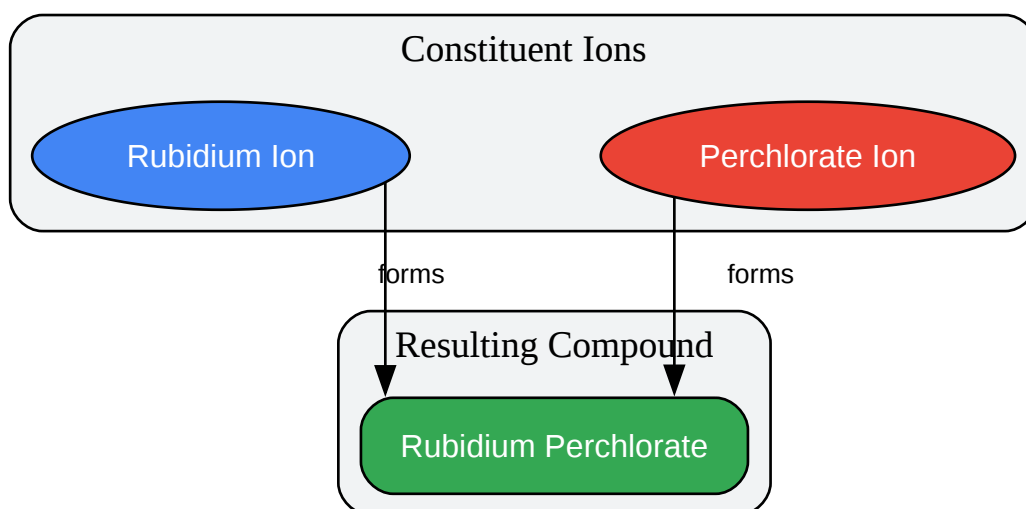 Constituent Ions
Rubidium Ion
Perchlorate Ion
forms
forms
Resulting Compound
Rubidium Perchlorate